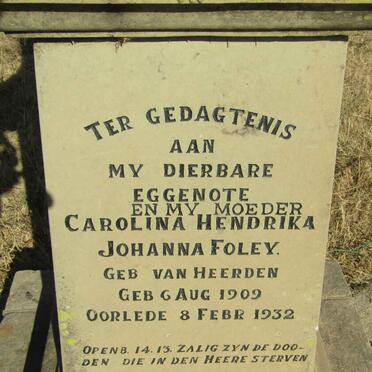 TER GEDAGTENIS
AAN
MY DIERBARE
EGGENOTE
EN MY MOEDER
CAROLINA HENDRIKA
JOHANNA FOLEY.
GEB VAN HEERDEN
GEB 6 AUG 1909
OORLEDE 8 FEBR 1932
OPENB. 14.13. ZALIG ZYN DE DOO-
DEN DIE IN DEN HEERE STERVEN